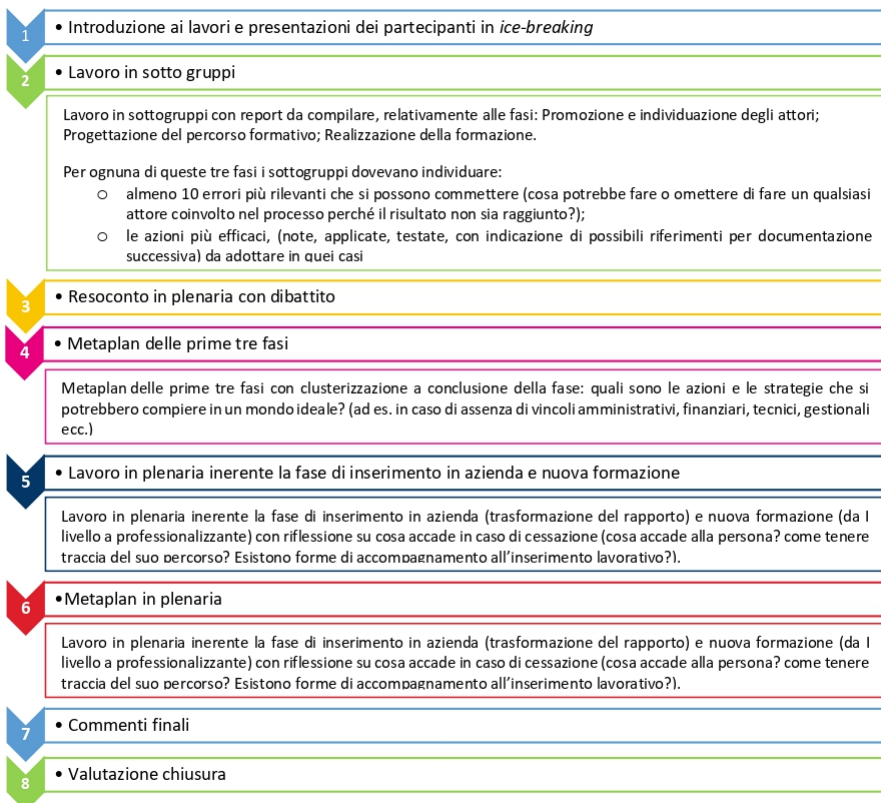 1
• Introduzione ai lavori e presentazioni dei partecipanti in ice-breaking
2
• Lavoro in sotto gruppi
Lavoro in sottogruppi con report da compilare, relativamente alle fasi: Promozione e individuazione degli attori;
Progettazione del percorso formativo; Realizzazione della formazione.
Per ognuna di queste tre fasi i sottogruppi dovevano individuare:
o almeno 10 errori più rilevanti che si possono commettere (cosa potrebbe fare o omettere di fare un qualsiasi
attore coinvolto nel processo perché il risultato non sia raggiunto?);
o le azioni più efficaci, (note, applicate, testate, con indicazione di possibili riferimenti per documentazione
successiva) da adottare in quei casi
3
• Resoconto in plenaria con dibattito
4
• Metaplan delle prime tre fasi
Metaplan delle prime tre fasi con clusterizzazione a conclusione della fase: quali sono le azioni e le strategie che si
potrebbero compiere in un mondo ideale? (ad es. in caso di assenza di vincoli amministrativi, finanziari, tecnici, gestionali
ecc.)
5
• Lavoro in plenaria inerente la fase di inserimento in azienda e nuova formazione
Lavoro in plenaria inerente la fase di inserimento in azienda (trasformazione del rapporto) e nuova formazione (da I
livello a professionalizzante) con riflessione su cosa accade in caso di cessazione (cosa accade alla persona? come tenere
traccia del suo percorso? Esistono forme di accompagnamento all'inserimento lavorativo?).
6
•Metaplan in plenaria
Lavoro in plenaria inerente la fase di inserimento in azienda (trasformazione del rapporto) e nuova formazione (da I
livello a professionalizzante) con riflessione su cosa accade in caso di cessazione (cosa accade alla persona? come tenere
traccia del suo percorso? Esistono forme di accompagnamento all'inserimento lavorativo?).
7
• Commenti finali
8
• Valutazione chiusura